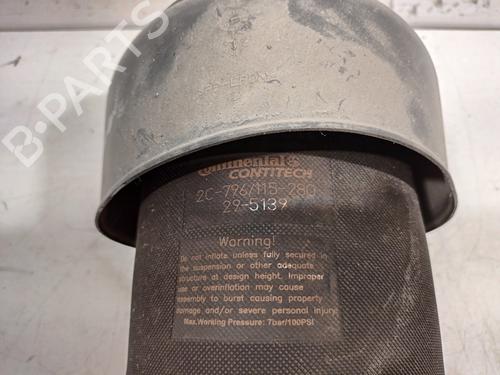 B-PARTS
Continental
CONTITECH
2C-796/115-280
29-5139
Warning!
Do not inflate unless fully secured in
the suspension or other adequate
structure at design height. Improper
use or overinflation may cause
assembly to burst causing property
damage and/or severe personal injury.
Max.Working Pressure: 7bar/100PSI